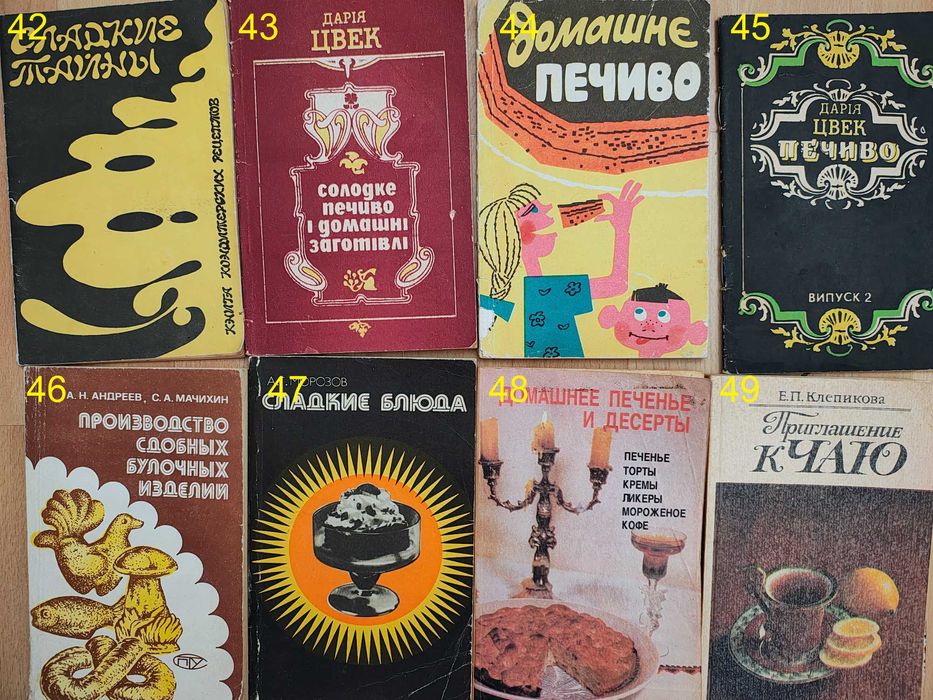 42
СЛАДКИЕ
ТАЙНЫ
КНИГА КОНДИТЕРСКИХ РЕЦЕПТОВ
43
ДАРІЯ
ЦВЕК
СОЛОДКЕ
ПЕЧИВО
І ДОМАШНІ
ЗАГОТІВЛІ
44
ДОМАШНЄ
ПЕЧИВО
45
ДАРІЯ
ЦВЕК
ПЕЧИВО
ВИПУСК 2
46
А. Н. АНДРЕЕВ, С. А. МАЧИХИН
ПРОИЗВОДСТВО
СДОБНЫХ
БУЛОЧНЫХ
ИЗДЕЛИЙ
ПТУ
47
МОРОЗОВ
СЛАДКИЕ БЛЮДА
48
ДОМАШНЕЕ ПЕЧЕНЬЕ
И ДЕСЕРТЫ
ПЕЧЕНЬЕ
ТОРТЫ
КРЕМЫ
ЛИКЕРЫ
МОРОЖЕНОЕ
КОФЕ
49
Е.П. Клепикова
Приглашение
к ЧАЮ